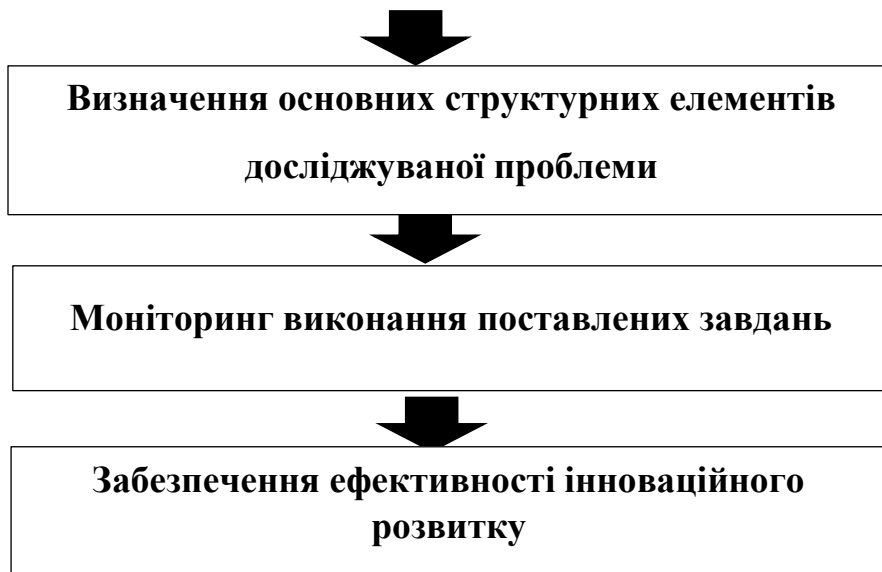 Визначення основних структурних елементів
досліджуваної проблеми
Моніторинг виконання поставлених завдань
Забезпечення ефективності інноваційного
розвитку